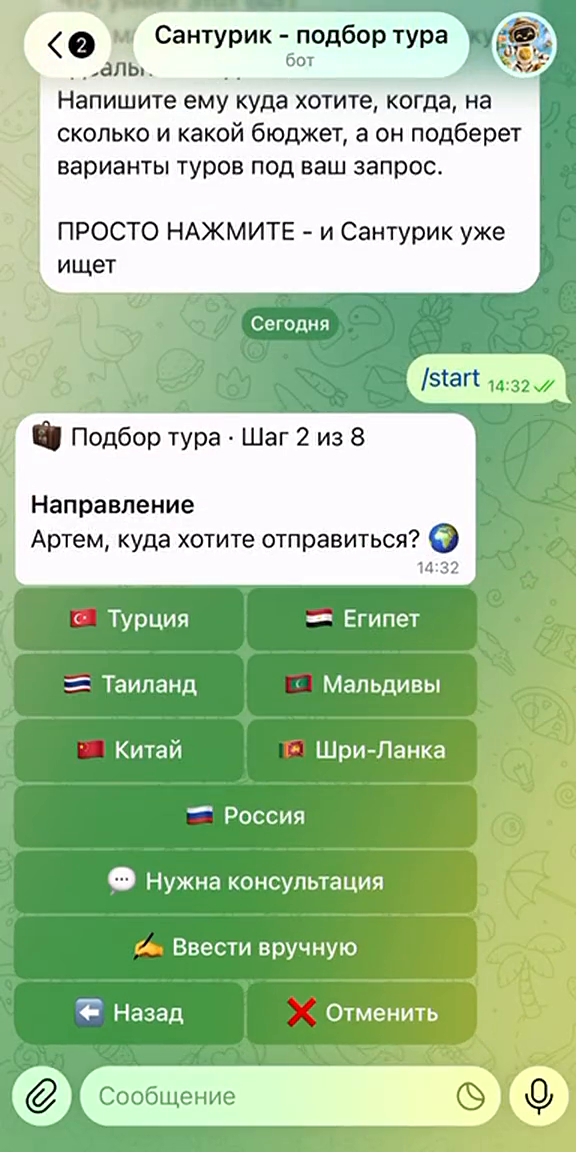 2
Сантурик - подбор тура
бот
Напишите ему куда хотите, когда, на
сколько и какой бюджет, а он подберет
варианты туров под ваш запрос.
ПРОСТО НАЖМИТЕ - и Сантурик уже
ищет
Сегодня
/start 14:32
Подбор тура · Шаг 2 из 8
Направление
Артем, куда хотите отправиться?
14:32
Турция
Египет
Таиланд
Мальдивы
Китай
Шри-Ланка
Россия
Нужна консультация
Ввести вручную
Назад
Отменить
Сообщение